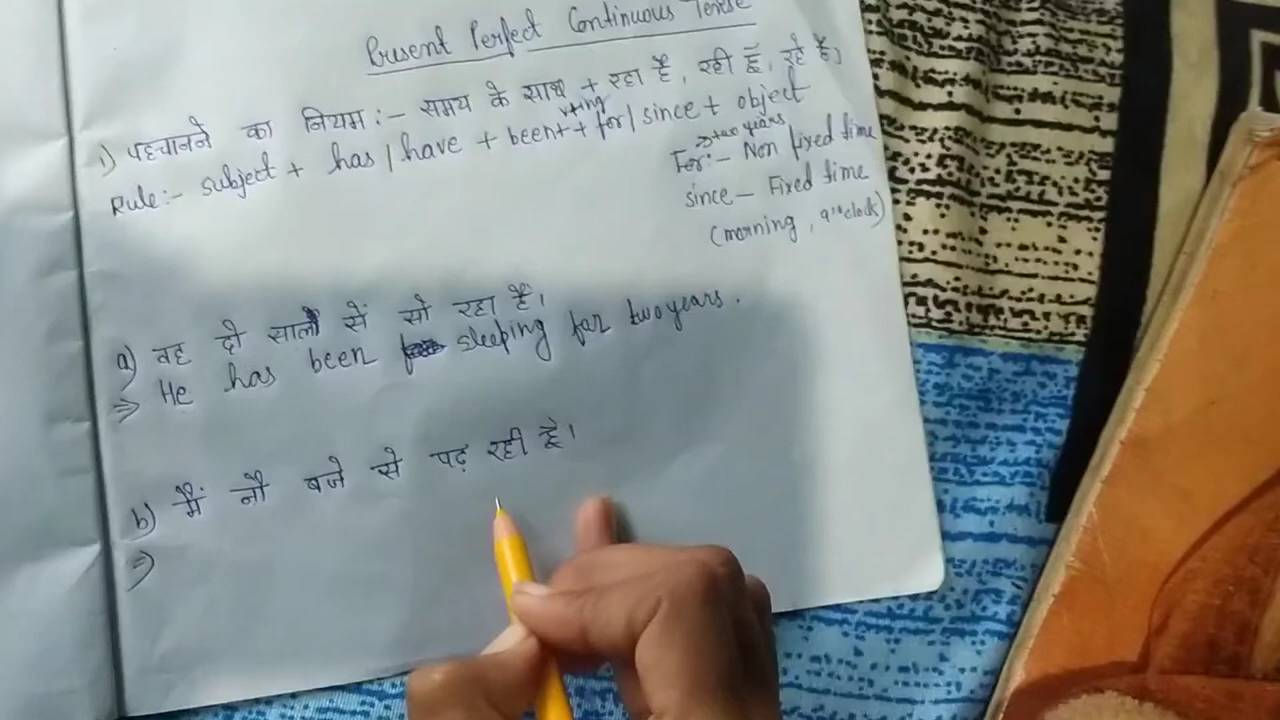 Present Perfect Continuous Tense
1) पहचानने का नियम :- समय के साथ + रहा है, रही हूँ, रहे हैं,
Rule:- subject + has / have + been + v+ing + for / since + object
⇒ two years
For:- Non fixed time
since – Fixed time
(morning, 9'o clock)
a) वह दो सालों सें सो रहा हैं।
⇒ He has been sleeping for two years.
b) मैं नौ बजे से पढ़ रही हूँ।
⇒